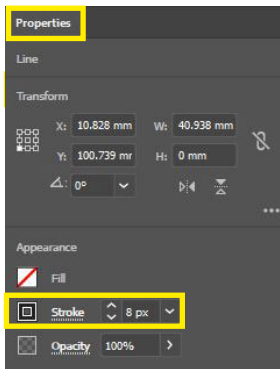 Properties
Line
Transform
X: 10.828 mm W: 40.938 mm
Y: 100.739 mr H: 0 mm
0°
Appearance
Fill
Stroke 8 px
Opacity 100%